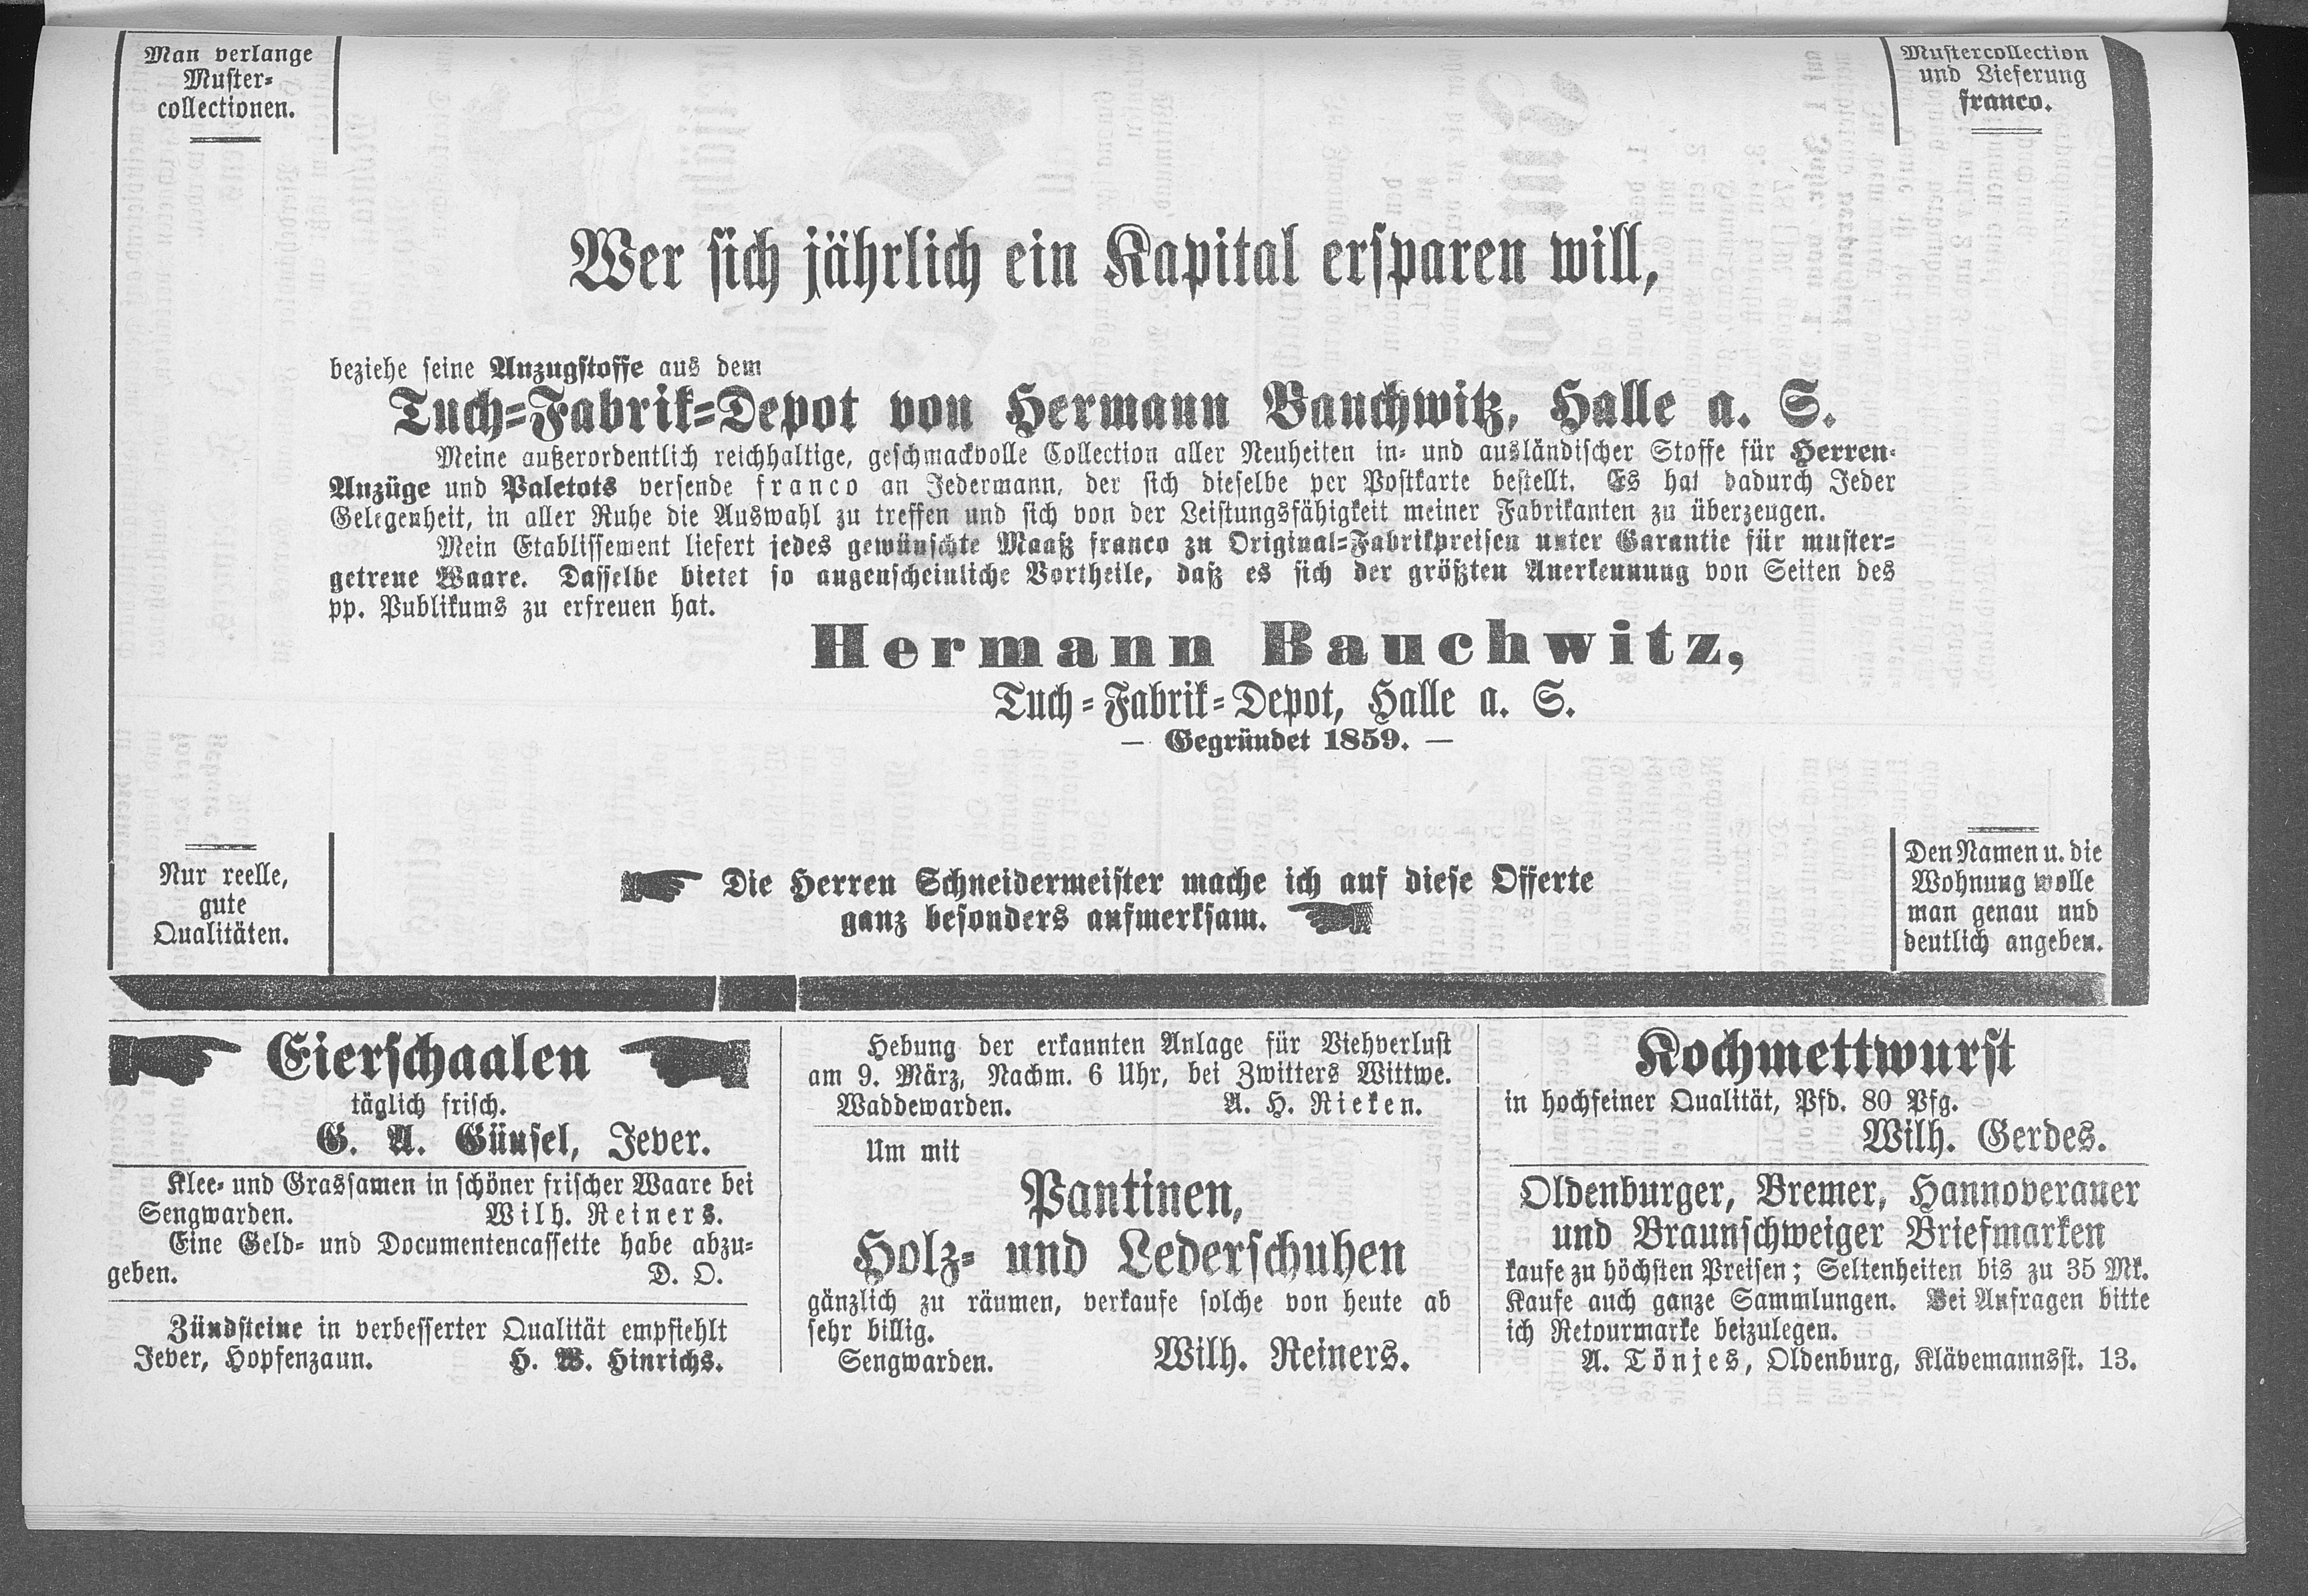 Man verlange
Muster-
collectionen.
Mustercollection
und Lieferung
franco.
Wer sich jährlich ein Kapital ersparen will,
beziehe seine Anzugstoffe aus dem
Tuch-Fabrik-Depot von Hermann Bauchwitz, Halle a. S.
Meine außerordentlich reichhaltige, geschmackvolle Collection aller Neuheiten in- und ausländischer Stoffe für Herren-
Anzüge und Paletots versende franco an Jedermann, der sich dieselbe per Postkarte bestellt. Es hat dadurch Jeder
Gelegenheit, in aller Ruhe die Auswahl zu treffen und sich von der Leistungsfähigkeit meiner Fabrikanten zu überzeugen.
Mein Etablissement liefert jedes gewünschte Maaß franco zu Original-Fabrikpreisen unter Garantie für muster-
getreue Waare. Dasselbe bietet so augenscheinliche Vortheile, daß es sich der größten Anerkennung von Seiten des
pp. Publikums zu erfreuen hat.
Hermann Bauchwitz,
Tuch-Fabrik-Depot, Halle a. S.
— Gegründet 1859. —
Nur reelle,
gute
Qualitäten.
Die Herren Schneidermeister mache ich auf diese Offerte
ganz besonders aufmerksam.
Den Namen u. die
Wohnung wolle
man genau und
deutlich angeben.
Eierschaalen
täglich frisch.
G. A. Günsel, Jever.
Klee- und Grassamen in schöner frischer Waare bei
Sengwarden. Wilh. Reiners.
Eine Geld- und Documentencassette habe abzu-
geben. D. O.
Zündsteine in verbesserter Qualität empfiehlt
Jever, Hopfenzaun. H. W. Hinrichs.
Hebung der erkannten Anlage für Viehverlust
am 9. März, Nachm. 6 Uhr, bei Zwitters Wittwe.
Waddewarden. A. H. Rieken.
Um mit
Pantinen,
Holz- und Lederschuhen
gänzlich zu räumen, verkaufe solche von heute ab
sehr billig.
Sengwarden. Wilh. Reiners.
Kochmettwurst
in hochfeiner Qualität, Pfd. 80 Pfg.
Wilh. Gerdes.
Oldenburger, Bremer, Hannoveraner
und Braunschweiger Briefmarken
kaufe zu höchsten Preisen; Seltenheiten bis zu 35 Mk.
Kaufe auch ganze Sammlungen. Bei Anfragen bitte
ich Retourmarke beizulegen.
A. Tönjes, Oldenburg, Klävemannsst. 13.